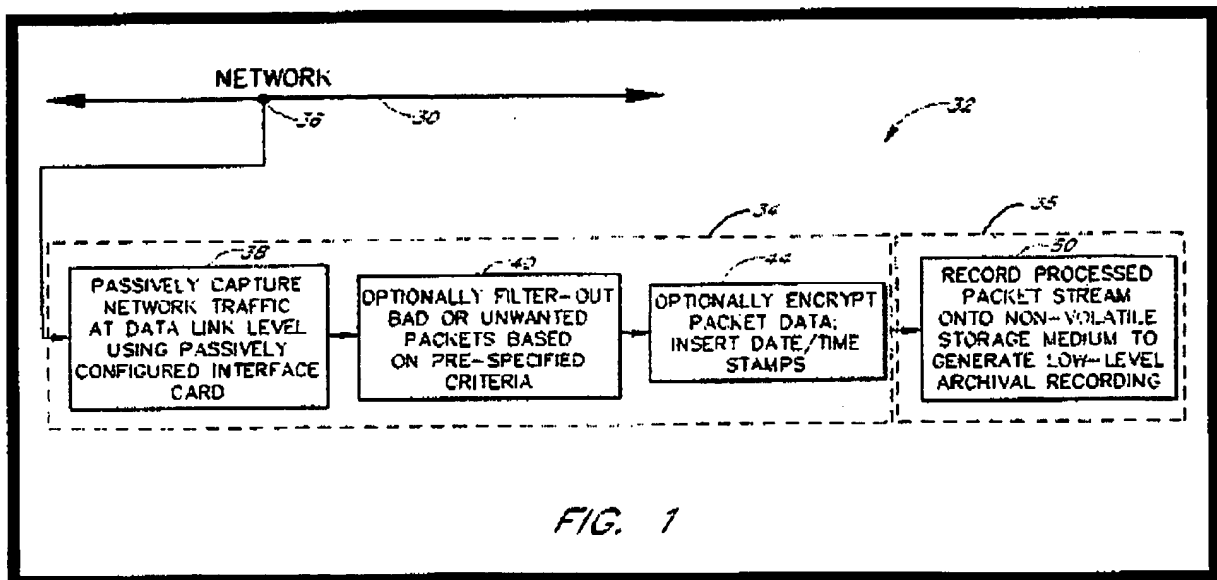 NETWORK
36
30
32
34
35
38
PASSIVELY CAPTURE
NETWORK TRAFFIC
AT DATA LINK LEVEL
USING PASSIVELY
CONFIGURED INTERFACE
CARD
40
OPTIONALLY FILTER-OUT
BAD OR UNWANTED
PACKETS BASED
ON PRE-SPECIFIED
CRITERIA
44
OPTIONALLY ENCRYPT
PACKET DATA;
INSERT DATE/TIME
STAMPS
50
RECORD PROCESSED
PACKET STREAM
ONTO NON-VOLATILE
STORAGE MEDIUM TO
GENERATE LOW-LEVEL
ARCHIVAL RECORDING
FIG. 1